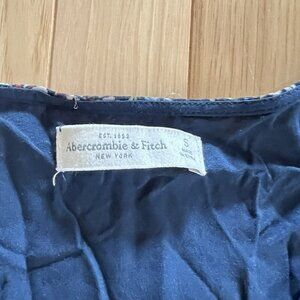 EST. 1892
Abercrombie & Fitch
NEW YORK
S